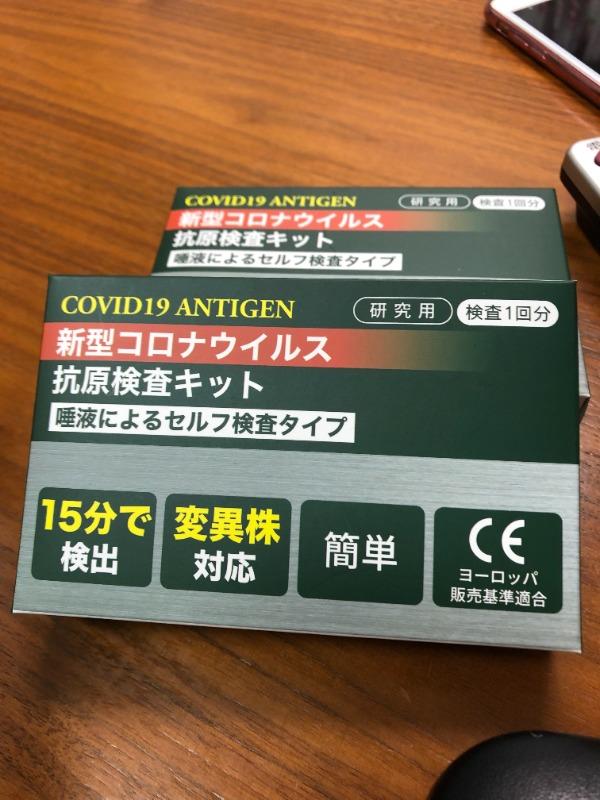 COVID19 ANTIGEN
研究用
検査1回分
新型コロナウイルス
抗原検査キット
唾液によるセルフ検査タイプ
COVID19 ANTIGEN
研究用
検査1回分
新型コロナウイルス
抗原検査キット
唾液によるセルフ検査タイプ
15分で
検出
変異株
対応
簡単
CE
ヨーロッパ
販売基準適合